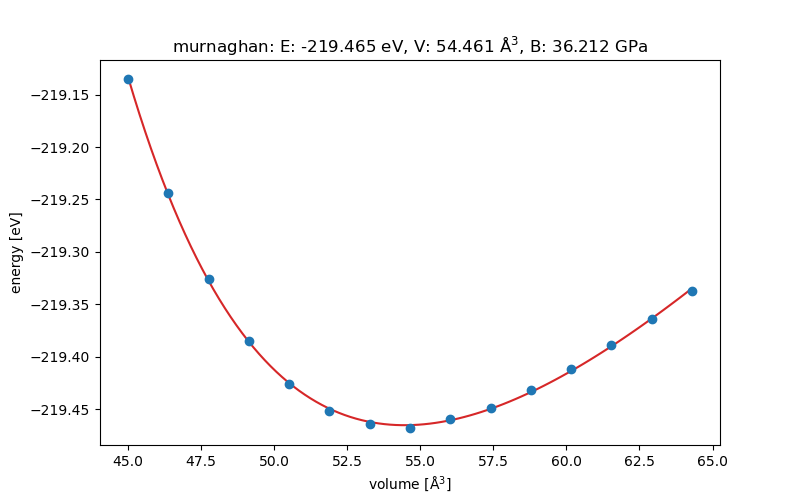 murnaghan: E: -219.465 eV, V: 54.461 Å³, B: 36.212 GPa
−219.15
−219.20
−219.25
−219.30
−219.35
−219.40
−219.45
energy [eV]
45.0 47.5 50.0 52.5 55.0 57.5 60.0 62.5 65.0
volume [Å³]